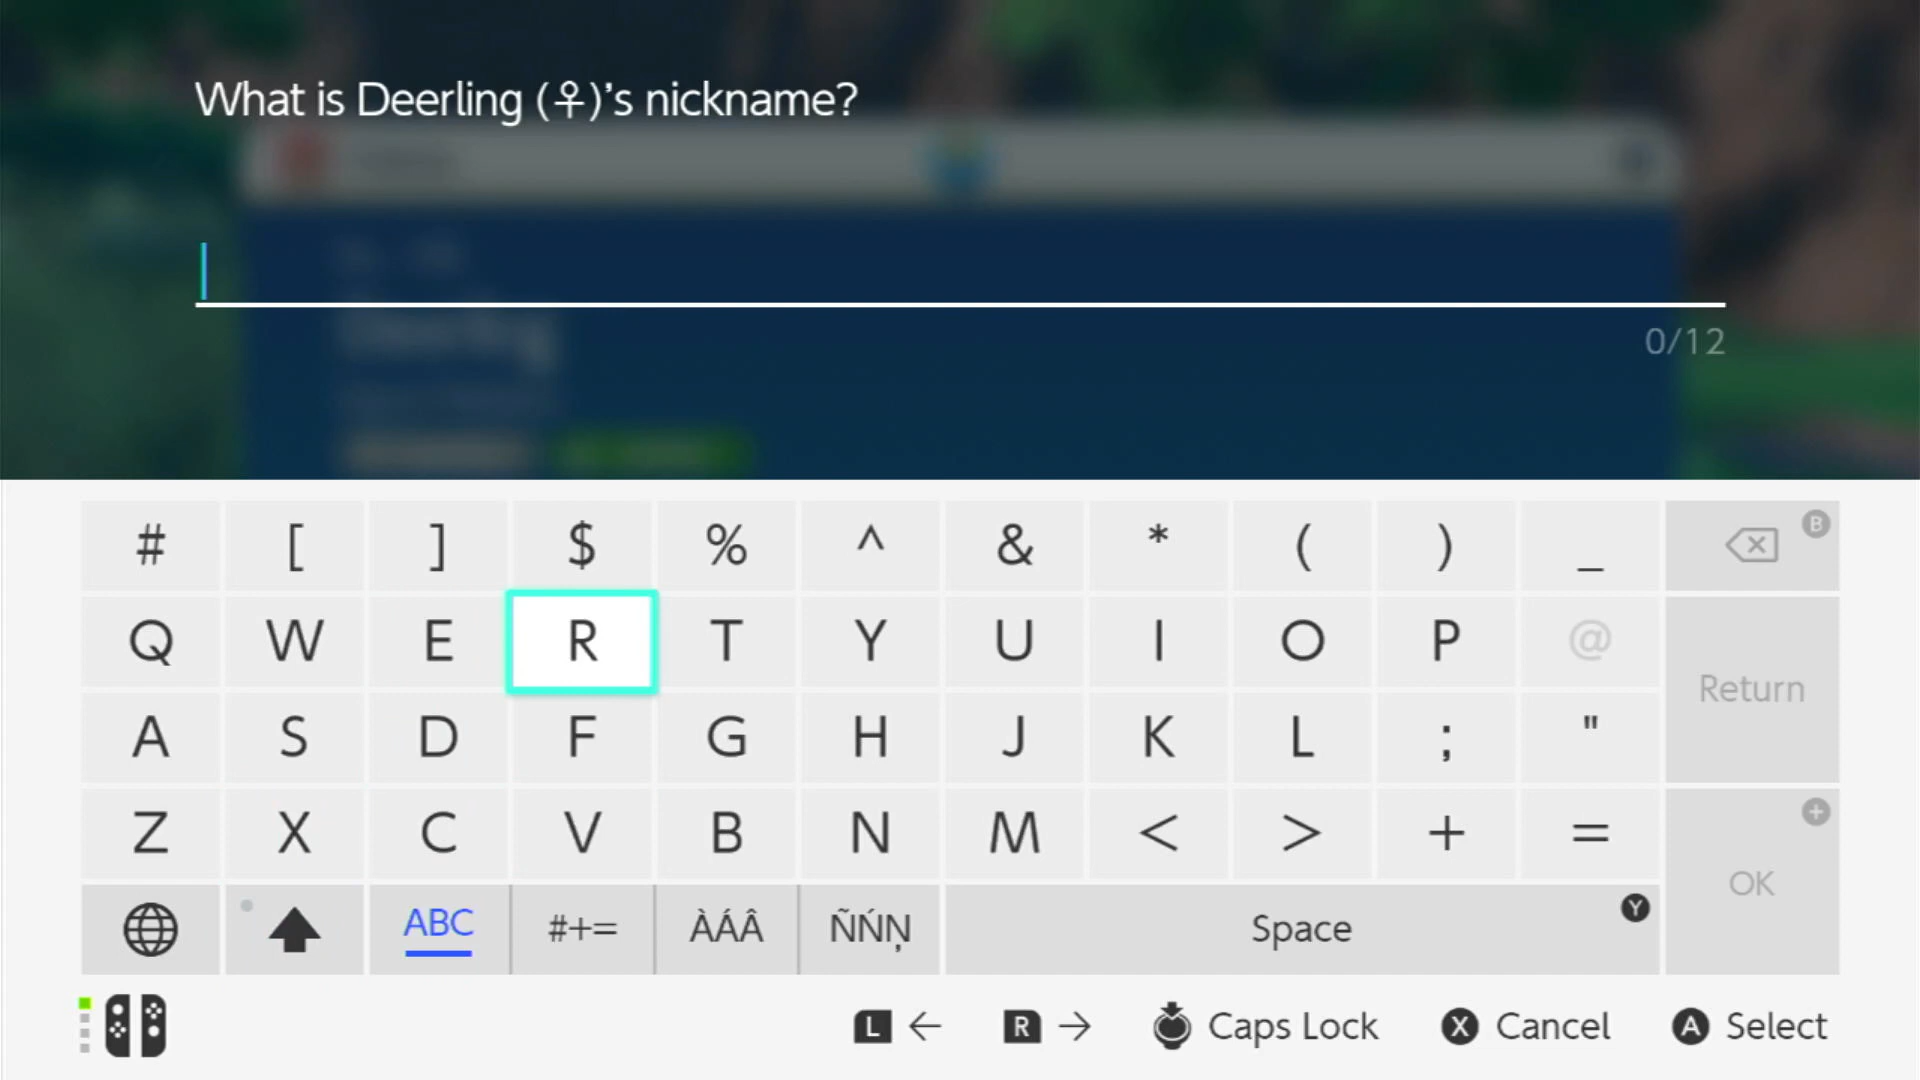 What is Deerling (♀)'s nickname?
0/12
# [ ] $ % ^ & * ( ) _ B
Q W E R T Y U I O P @
Return
A S D F G H J K L ; "
Z X C V B N M < > + =
OK
ABC #+= ÀÁÂ ÑŃŅ Space Y
L ← R → Caps Lock X Cancel A Select